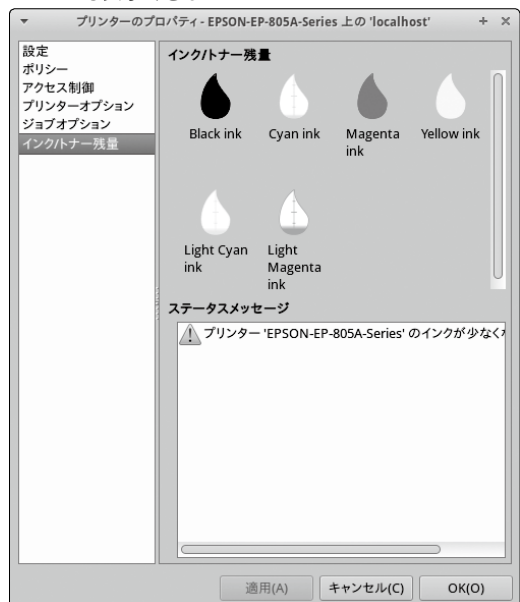 プリンターのプロパティ - EPSON-EP-805A-Series 上の 'localhost'
設定
ポリシー
アクセス制御
プリンターオプション
ジョブオプション
インク/トナー残量
インク/トナー残量
Black ink
Cyan ink
Magenta
ink
Yellow ink
Light Cyan
ink
Light
Magenta
ink
ステータスメッセージ
プリンター 'EPSON-EP-805A-Series' のインクが少なく
適用(A)
キャンセル(C)
OK(O)